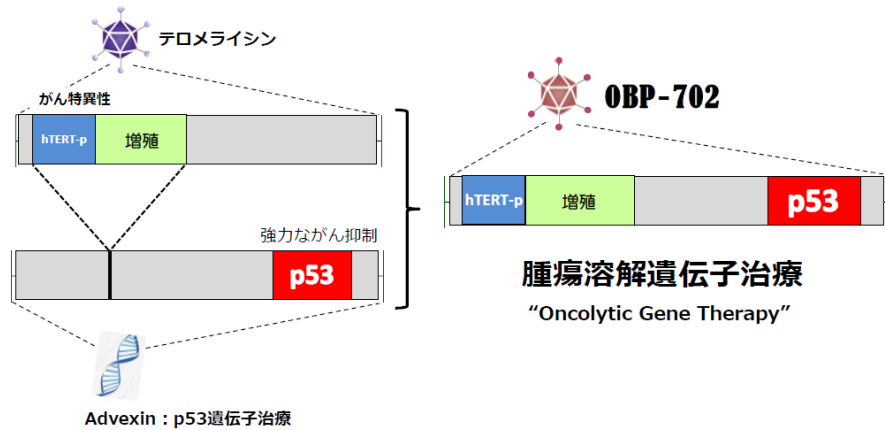 テロメライシン
がん特異性
hTERT-p
増殖
強力ながん抑制
p53
Advexin：p53遺伝子治療
OBP-702
hTERT-p
増殖
p53
腫瘍溶解遺伝子治療
“Oncolytic Gene Therapy”